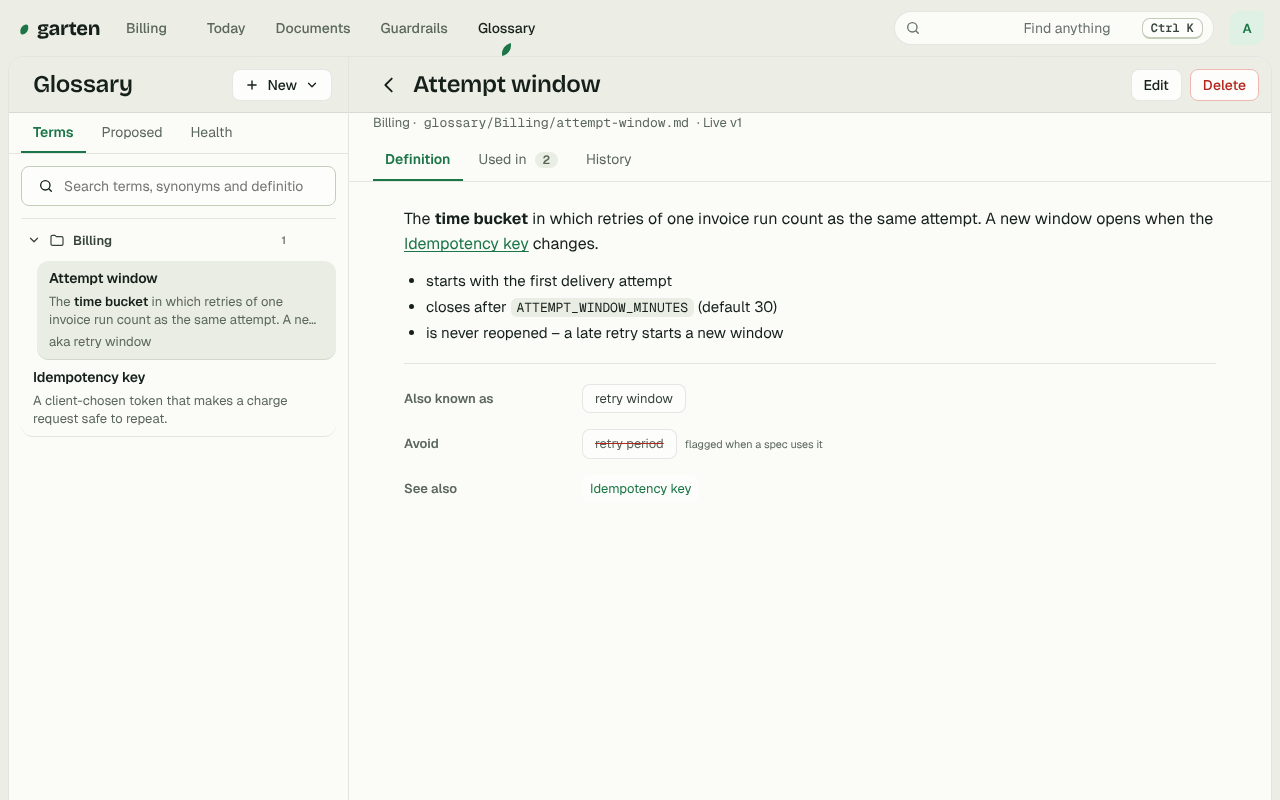 garten
Billing
Today
Documents
Guardrails
Glossary
Find anything
Ctrl K
A
Glossary
New
Attempt window
Edit
Delete
Billing · glossary/Billing/attempt-window.md · Live v1
Terms
Proposed
Health
Definition
Used in 2
History
Search terms, synonyms and definitio
Billing
1
Attempt window
The time bucket in which retries of one
invoice run count as the same attempt. A ne…
aka retry window
Idempotency key
A client-chosen token that makes a charge
request safe to repeat.
The time bucket in which retries of one invoice run count as the same attempt. A new window opens when the
Idempotency key changes.
• starts with the first delivery attempt
• closes after ATTEMPT_WINDOW_MINUTES (default 30)
• is never reopened – a late retry starts a new window
Also known as
retry window
Avoid
retry period
flagged when a spec uses it
See also
Idempotency key